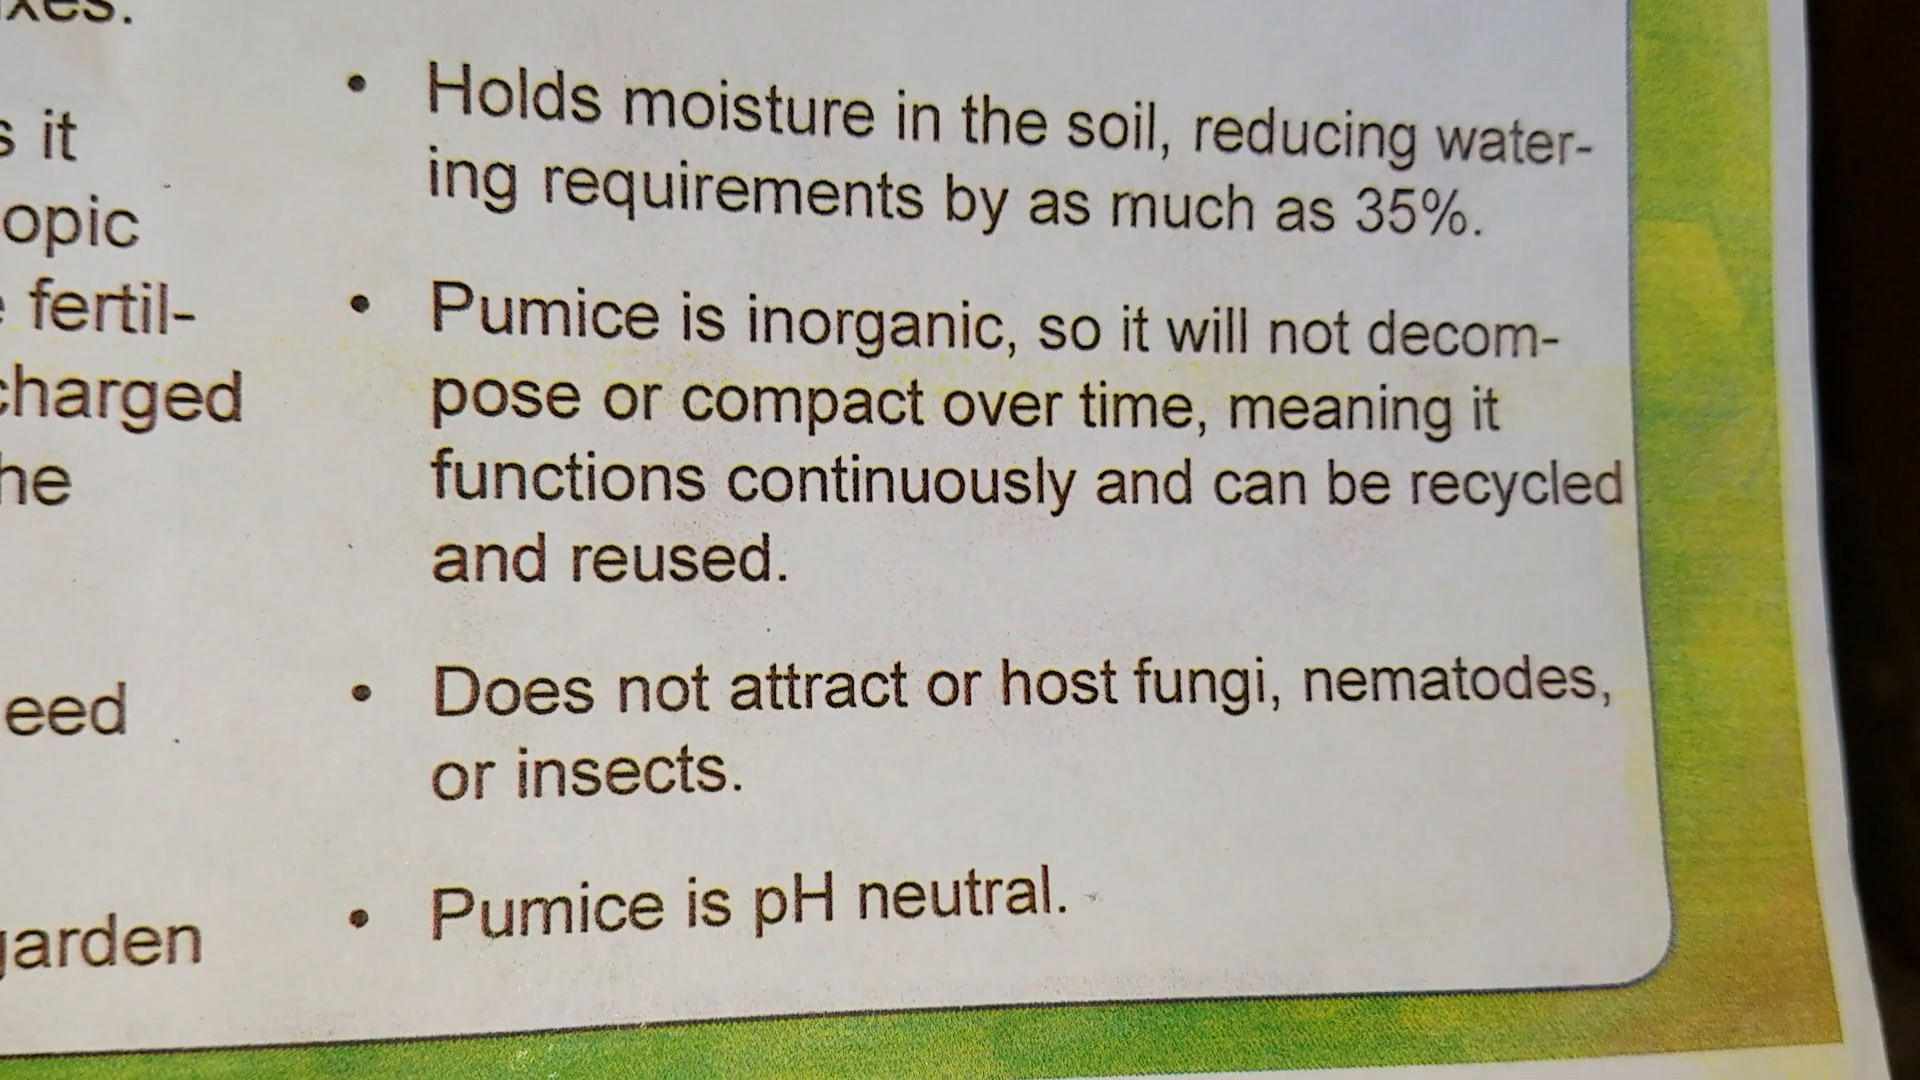 s it
opic
fertil-
charged
he
eed
garden
• Holds moisture in the soil, reducing water-
ing requirements by as much as 35%.
• Pumice is inorganic, so it will not decom-
pose or compact over time, meaning it
functions continuously and can be recycled
and reused.
• Does not attract or host fungi, nematodes,
or insects.
• Pumice is pH neutral.